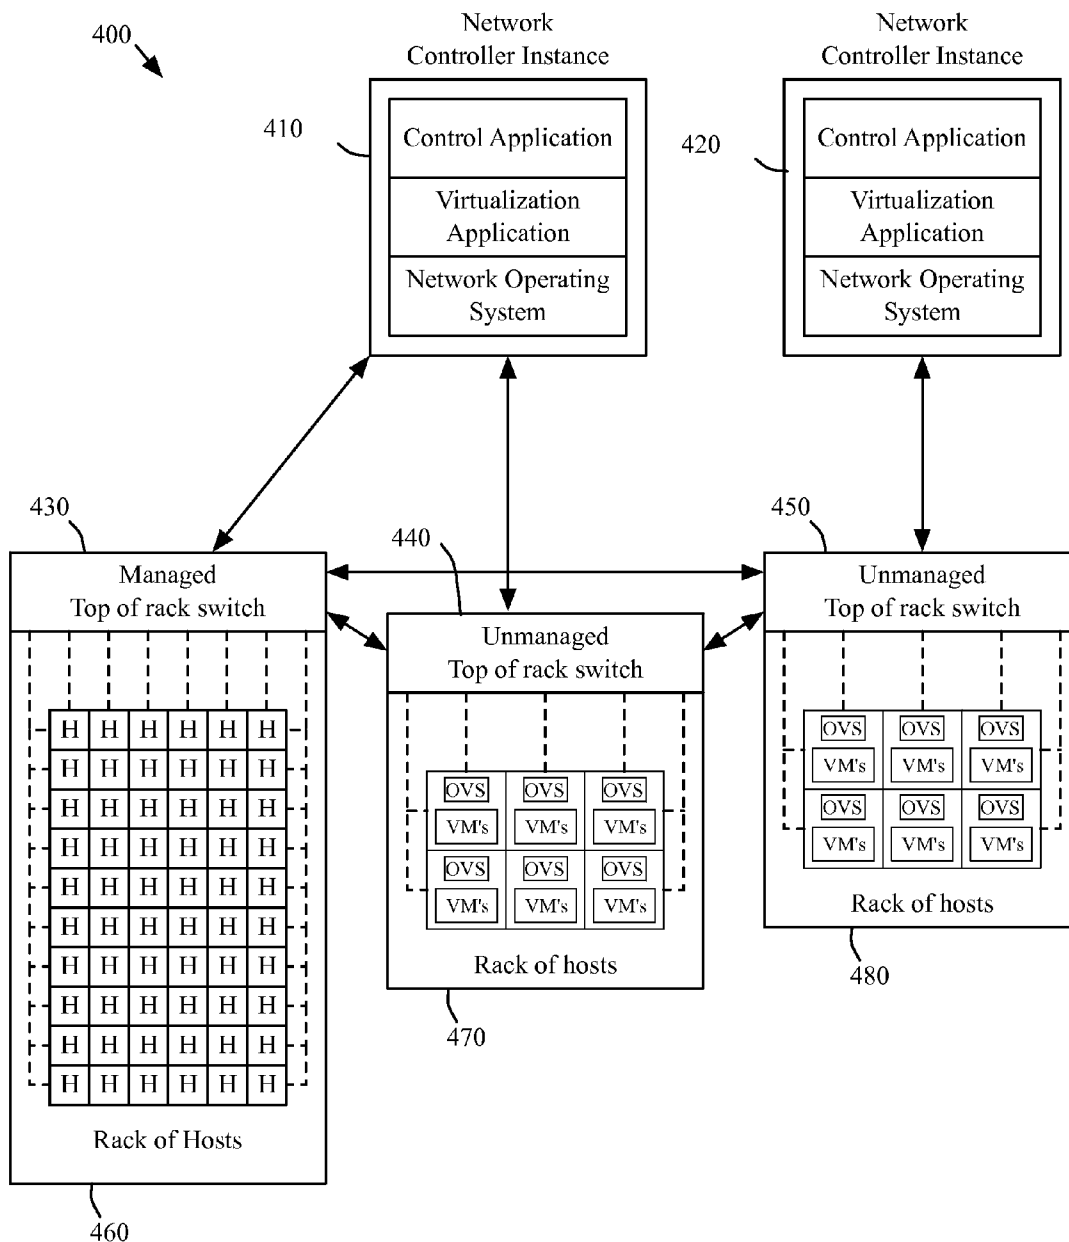 400
Network
Controller Instance
Network
Controller Instance
410
Control Application
Virtualization
Application
Network Operating
System
420
Control Application
Virtualization
Application
Network Operating
System
430
Managed
Top of rack switch
440
Unmanaged
Top of rack switch
450
Unmanaged
Top of rack switch
H H H H H H
H H H H H H
H H H H H H
H H H H H H
H H H H H H
H H H H H H
H H H H H H
H H H H H H
H H H H H H
H H H H H H
Rack of Hosts
460
OVS OVS OVS
VM's VM's VM's
OVS OVS OVS
VM's VM's VM's
Rack of hosts
470
OVS OVS OVS
VM's VM's VM's
OVS OVS OVS
VM's VM's VM's
Rack of hosts
480